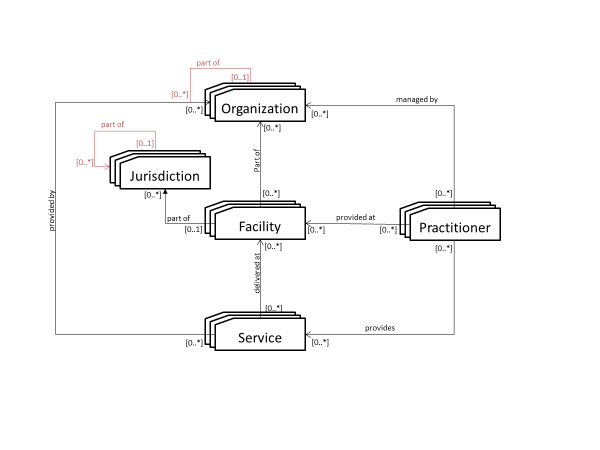 part of
[0..1]
[0..*]
managed by
[0..*]
Organization
[0..*]
[0..*]
part of
[0..1]
Part of
[0..*]
Jurisdiction
[0..*]
[0..*]
[0..*]
provided by
part of
Facility
provided at
Practitioner
[0..1]
[0..*]
[0..*]
[0..*]
[0..*]
delivered at
[0..*]
Service
provides
[0..*]
[0..*]